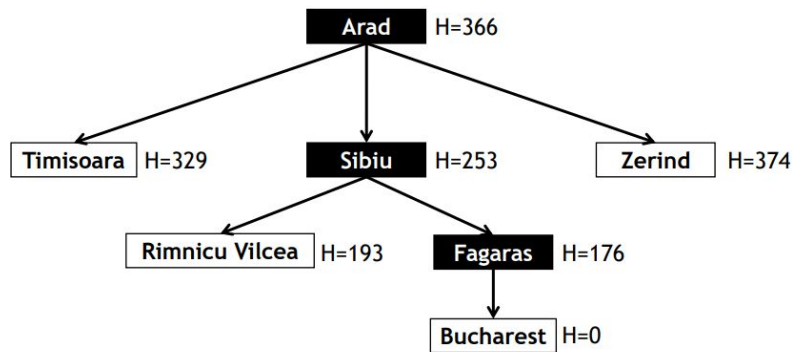 Arad H=366
Timisoara H=329 Sibiu H=253 Zerind H=374
Rimnicu Vilcea H=193 Fagaras H=176
Bucharest H=0